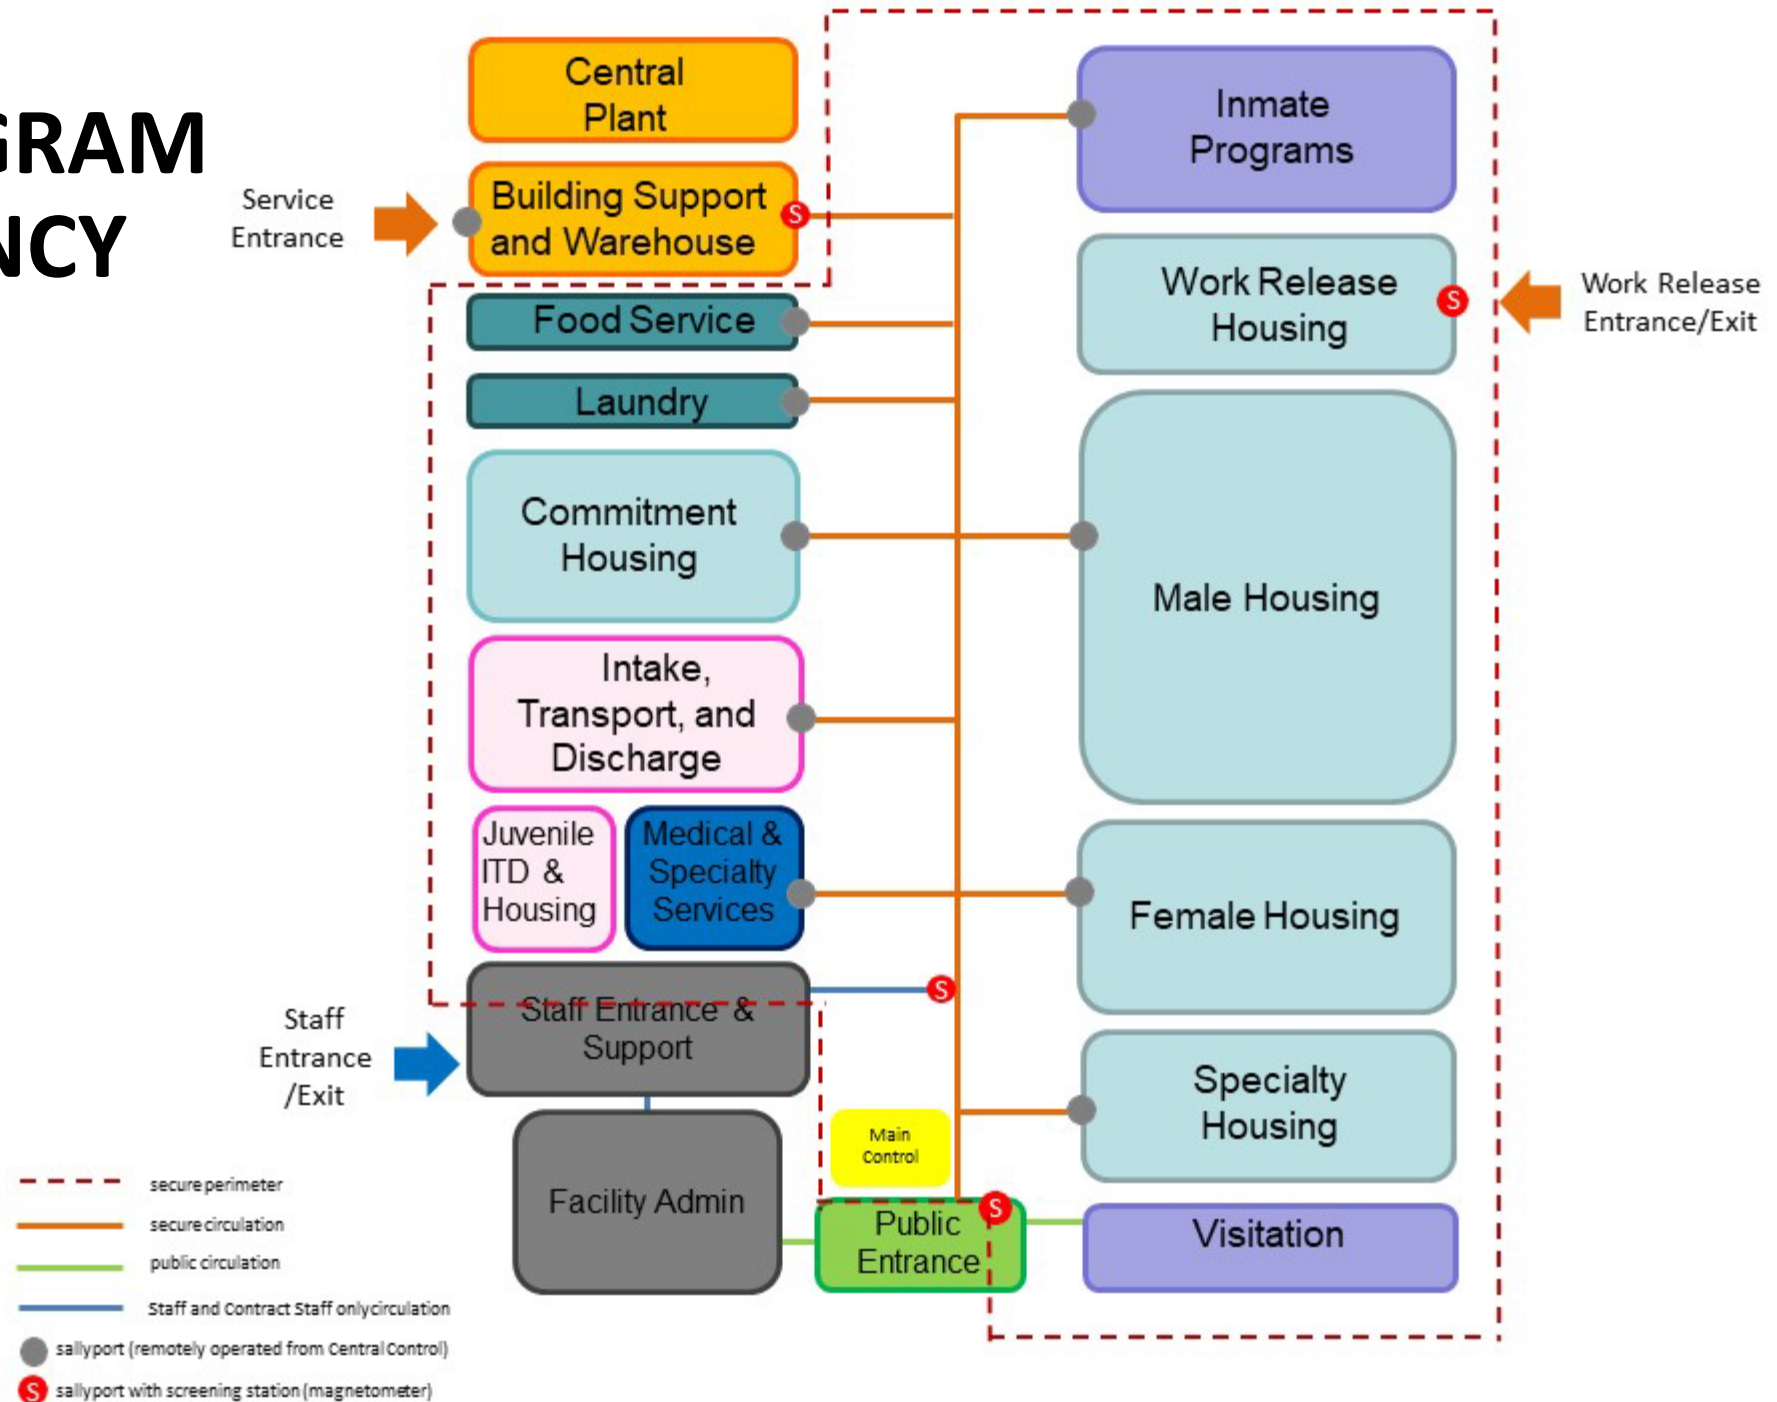 GRAM
NCY
Central
Plant
Service
Entrance
Building Support
and Warehouse
S
Food Service
Laundry
Commitment
Housing
Intake,
Transport, and
Discharge
Juvenile
ITD &
Housing
Medical &
Specialty
Services
Staff Entrance &
Support
S
Staff
Entrance
/Exit
Facility Admin
Main
Control
Public
Entrance
S
Inmate
Programs
Work Release
Housing
S
Work Release
Entrance/Exit
Male Housing
Female Housing
Specialty
Housing
Visitation
secure perimeter
secure circulation
public circulation
Staff and Contract Staff onlycirculation
sallyport (remotely operated from Central Control)
S sallyport with screening station (magnetometer)